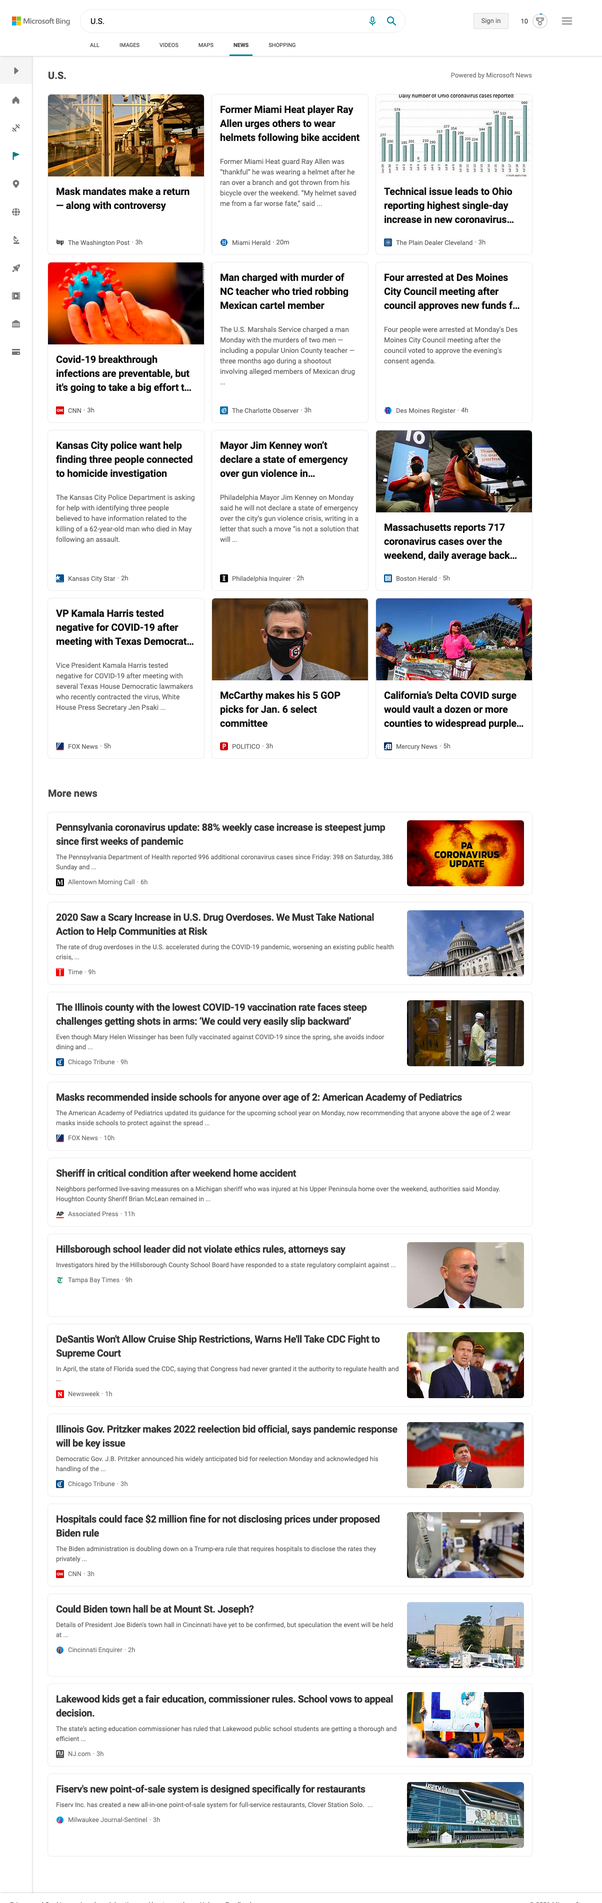 Microsoft Bing
U.S.
Sign in
10
ALL IMAGES VIDEOS MAPS NEWS SHOPPING
U.S.
Powered by Microsoft News
Mask mandates make a return
— along with controversy
The Washington Post · 3h
Former Miami Heat player Ray
Allen urges others to wear
helmets following bike accident
Former Miami Heat guard Ray Allen was
"thankful" he was wearing a helmet after he
ran over a branch and got thrown from his
bicycle over the weekend. "My helmet saved
me from a far worse fate," said ...
Miami Herald · 20m
Daily number of Ohio coronavirus cases reported
Technical issue leads to Ohio
reporting highest single-day
increase in new coronavirus...
The Plain Dealer Cleveland · 3h
Covid-19 breakthrough
infections are preventable, but
it's going to take a big effort t...
CNN · 3h
Man charged with murder of
NC teacher who tried robbing
Mexican cartel member
The U.S. Marshals Service charged a man
Monday with the murders of two men —
including a popular Union County teacher —
three months ago during a shootout
involving alleged members of Mexican drug
...
The Charlotte Observer · 3h
Four arrested at Des Moines
City Council meeting after
council approves new funds f...
Four people were arrested at Monday's Des
Moines City Council meeting after the
council voted to approve the evening's
consent agenda.
Des Moines Register · 4h
Kansas City police want help
finding three people connected
to homicide investigation
The Kansas City Police Department is asking
for help with identifying three people
believed to have information related to the
killing of a 62-year-old man who died in May
following an assault.
Kansas City Star · 2h
Mayor Jim Kenney won't
declare a state of emergency
over gun violence in...
Philadelphia Mayor Jim Kenney on Monday
said he will not declare a state of emergency
over the city's gun violence crisis, writing in a
letter that such a move "is not a solution that
will ...
Philadelphia Inquirer · 2h
Massachusetts reports 717
coronavirus cases over the
weekend, daily average back...
Boston Herald · 5h
VP Kamala Harris tested
negative for COVID-19 after
meeting with Texas Democrat...
Vice President Kamala Harris tested
negative for COVID-19 after meeting with
several Texas House Democratic lawmakers
who recently contracted the virus, White
House Press Secretary Jen Psaki ...
FOX News · 5h
McCarthy makes his 5 GOP
picks for Jan. 6 select
committee
POLITICO · 3h
California's Delta COVID surge
would vault a dozen or more
counties to widespread purple...
Mercury News · 5h
More news
Pennsylvania coronavirus update: 88% weekly case increase is steepest jump
since first weeks of pandemic
The Pennsylvania Department of Health reported 996 additional coronavirus cases since Friday: 398 on Saturday, 386
Sunday and ...
Allentown Morning Call · 6h
PA
CORONAVIRUS
UPDATE
2020 Saw a Scary Increase in U.S. Drug Overdoses. We Must Take National
Action to Help Communities at Risk
The rate of drug overdoses in the U.S. accelerated during the COVID-19 pandemic, worsening an existing public health
crisis, ...
Time · 9h
The Illinois county with the lowest COVID-19 vaccination rate faces steep
challenges getting shots in arms: 'We could very easily slip backward'
Even though Mary Helen Wissinger has been fully vaccinated against COVID-19 since the spring, she avoids indoor
dining and ...
Chicago Tribune · 9h
Masks recommended inside schools for anyone over age of 2: American Academy of Pediatrics
The American Academy of Pediatrics updated its guidance for the upcoming school year on Monday, now recommending that anyone above the age of 2 wear
masks inside schools to protect against the spread ...
FOX News · 10h
Sheriff in critical condition after weekend home accident
Neighbors performed live-saving measures on a Michigan sheriff who was injured at his Upper Peninsula home over the weekend, authorities said Monday.
Houghton County Sheriff Brian McLean remained in ...
Associated Press · 11h
Hillsborough school leader did not violate ethics rules, attorneys say
Investigators hired by the Hillsborough County School Board have responded to a state regulatory complaint against ...
Tampa Bay Times · 9h
DeSantis Won't Allow Cruise Ship Restrictions, Warns He'll Take CDC Fight to
Supreme Court
In April, the state of Florida sued the CDC, saying that Congress had never granted it the authority to regulate health and
...
Newsweek · 1h
Illinois Gov. Pritzker makes 2022 reelection bid official, says pandemic response
will be key issue
Democratic Gov. J.B. Pritzker announced his widely anticipated bid for reelection Monday and acknowledged his
handling of the ...
Chicago Tribune · 3h
Hospitals could face $2 million fine for not disclosing prices under proposed
Biden rule
The Biden administration is doubling down on a Trump-era rule that requires hospitals to disclose the rates they
privately ...
CNN · 3h
Could Biden town hall be at Mount St. Joseph?
Details of President Joe Biden's town hall in Cincinnati have yet to be confirmed, but speculation the event will be held
at ...
Cincinnati Enquirer · 2h
Lakewood kids get a fair education, commissioner rules. School vows to appeal
decision.
The state's acting education commissioner has ruled that Lakewood public school students are getting a thorough and
efficient ...
NJ.com · 3h
Fiserv's new point-of-sale system is designed specifically for restaurants
Fiserv Inc. has created a new all-in-one point-of-sale system for full-service restaurants, Clover Station Solo. ...
Milwaukee Journal-Sentinel · 3h